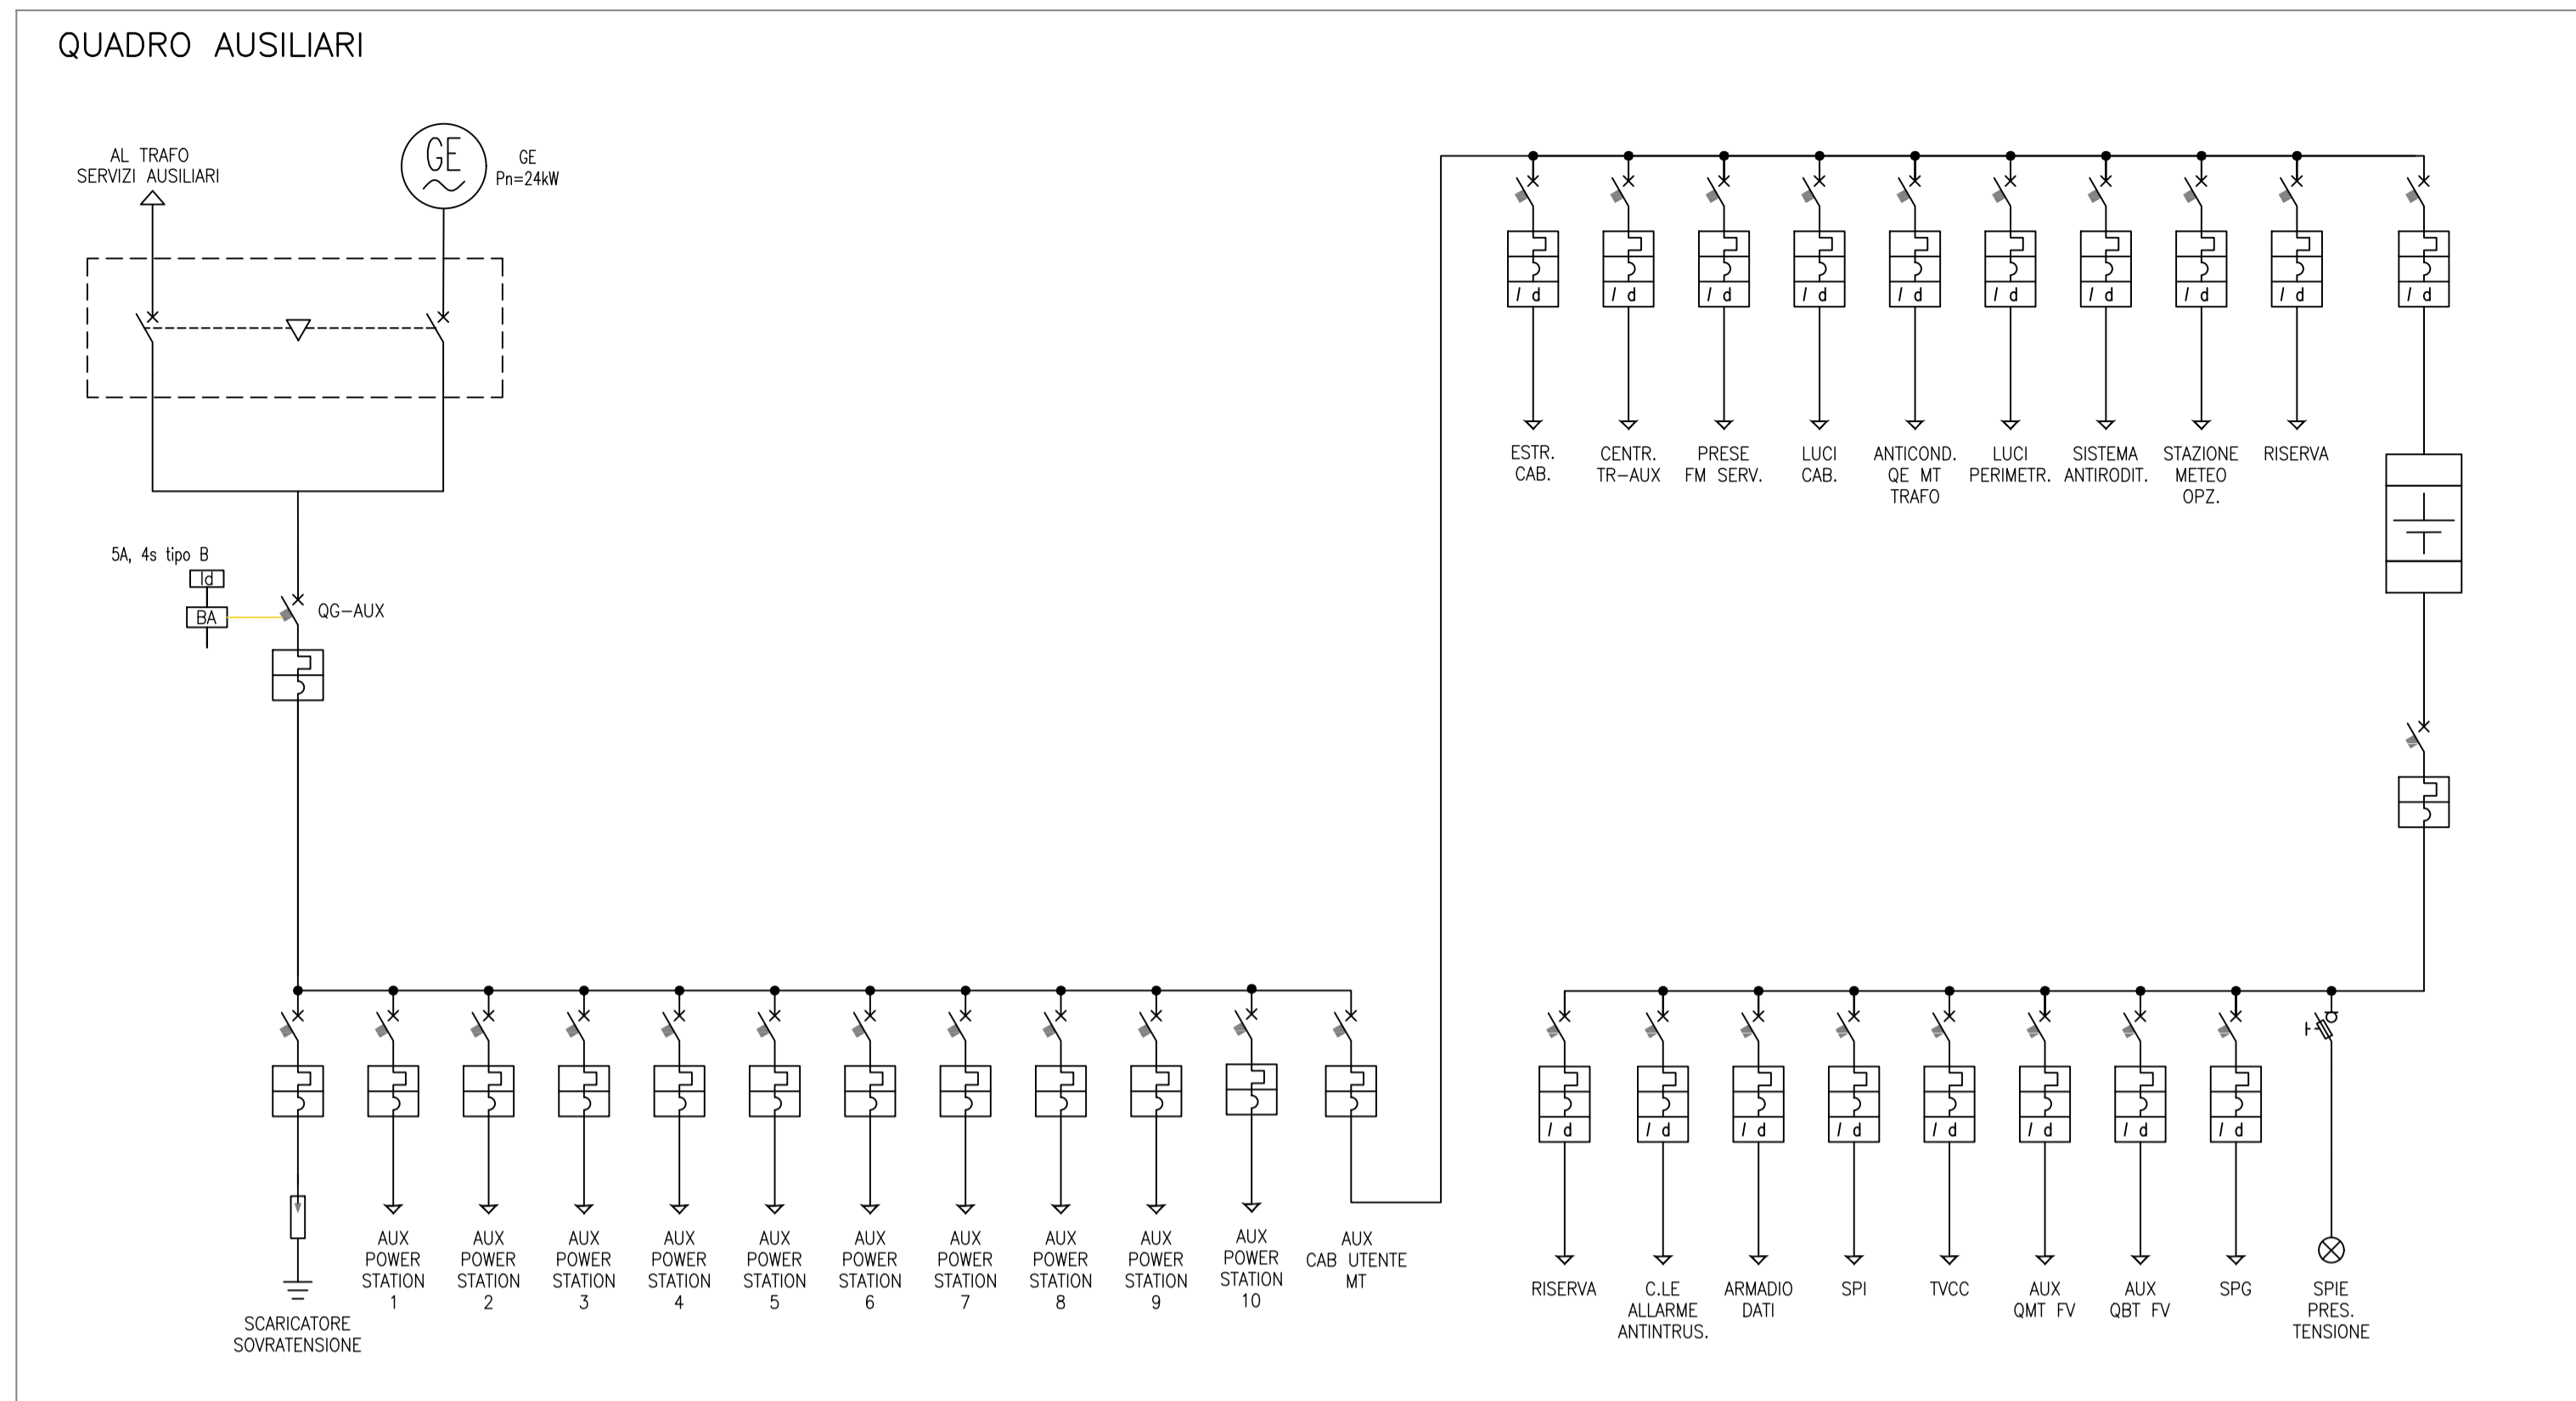 QUADRO AUSILIARI
AL TRAFO
SERVIZI AUSILIARI
GE
GE
Pn=24kW
5A, 4s tipo B
Id
BA
QG-AUX
I d
I d
I d
I d
I d
I d
I d
I d
I d
I d
ESTR.
CAB.
CENTR.
TR-AUX
PRESE
FM SERV.
LUCI
CAB.
ANTICOND.
QE MT
TRAFO
LUCI
PERIMETR.
SISTEMA
ANTIRODIT.
STAZIONE
METEO
OPZ.
RISERVA
SCARICATORE
SOVRATENSIONE
AUX
POWER
STATION
1
AUX
POWER
STATION
2
AUX
POWER
STATION
3
AUX
POWER
STATION
4
AUX
POWER
STATION
5
AUX
POWER
STATION
6
AUX
POWER
STATION
7
AUX
POWER
STATION
8
AUX
POWER
STATION
9
AUX
POWER
STATION
10
AUX
CAB UTENTE
MT
I d
I d
I d
I d
I d
I d
I d
I d
RISERVA
C.LE
ALLARME
ANTINTRUS.
ARMADIO
DATI
SPI
TVCC
AUX
QMT FV
AUX
QBT FV
SPG
SPIE
PRES.
TENSIONE